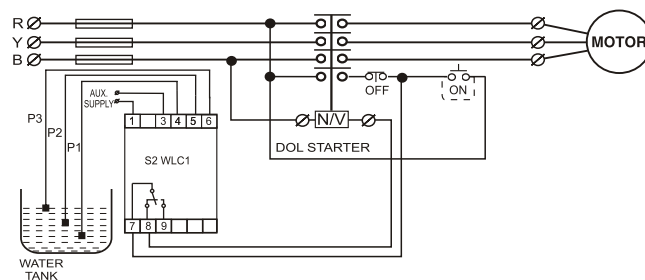 R
Y
B
MOTOR
OFF
ON
AUX.
SUPPLY
N/V
DOL STARTER
P3
P2
P1
1 3 4 5 6
S2 WLC1
7 8 9
WATER
TANK